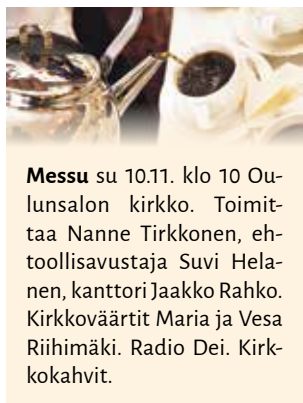 Messu su 10.11. klo 10 Ou-
lunsalon kirkko. Toimit-
taa Nanne Tirkkonen, eh-
toollisavustaja Suvi Hela-
nen, kanttori Jaakko Rahko.
Kirkkoväärtit Maria ja Vesa
Riihimäki. Radio Dei. Kirk-
kokahvit.